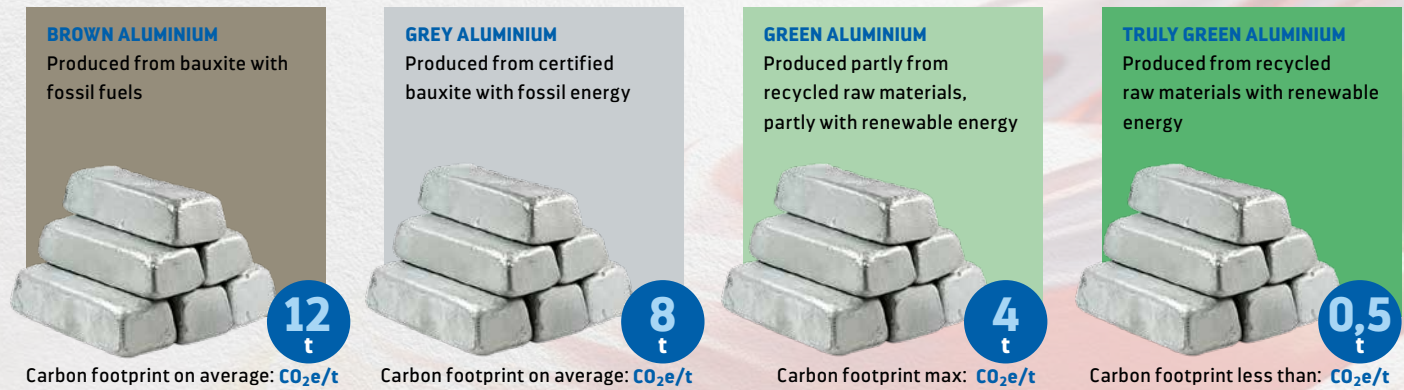 BROWN ALUMINIUM
Produced from bauxite with
fossil fuels
12
t
Carbon footprint on average: CO₂e/t
GREY ALUMINIUM
Produced from certified
bauxite with fossil energy
8
t
Carbon footprint on average: CO₂e/t
GREEN ALUMINIUM
Produced partly from
recycled raw materials,
partly with renewable energy
4
t
Carbon footprint max: CO₂e/t
TRULY GREEN ALUMINIUM
Produced from recycled
raw materials with renewable
energy
0,5
t
Carbon footprint less than: CO₂e/t